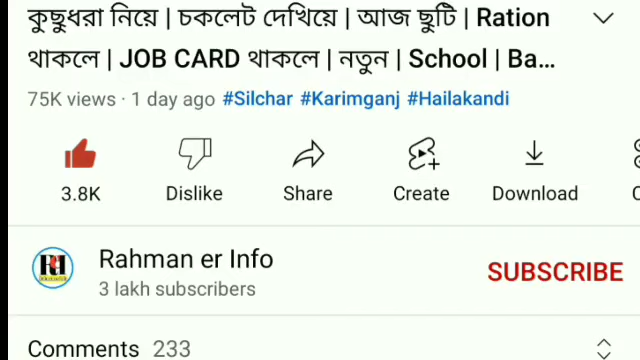 কুছুধরা নিয়ে | চকলেট দেখিয়ে | আজ ছুটি | Ration
থাকলে | JOB CARD থাকলে | নতুন | School | Ba...
75K views · 1 day ago #Silchar #Karimganj #Hailakandi
3.8K Dislike Share Create Download
Rahman er Info
SUBSCRIBE
3 lakh subscribers
Comments 233